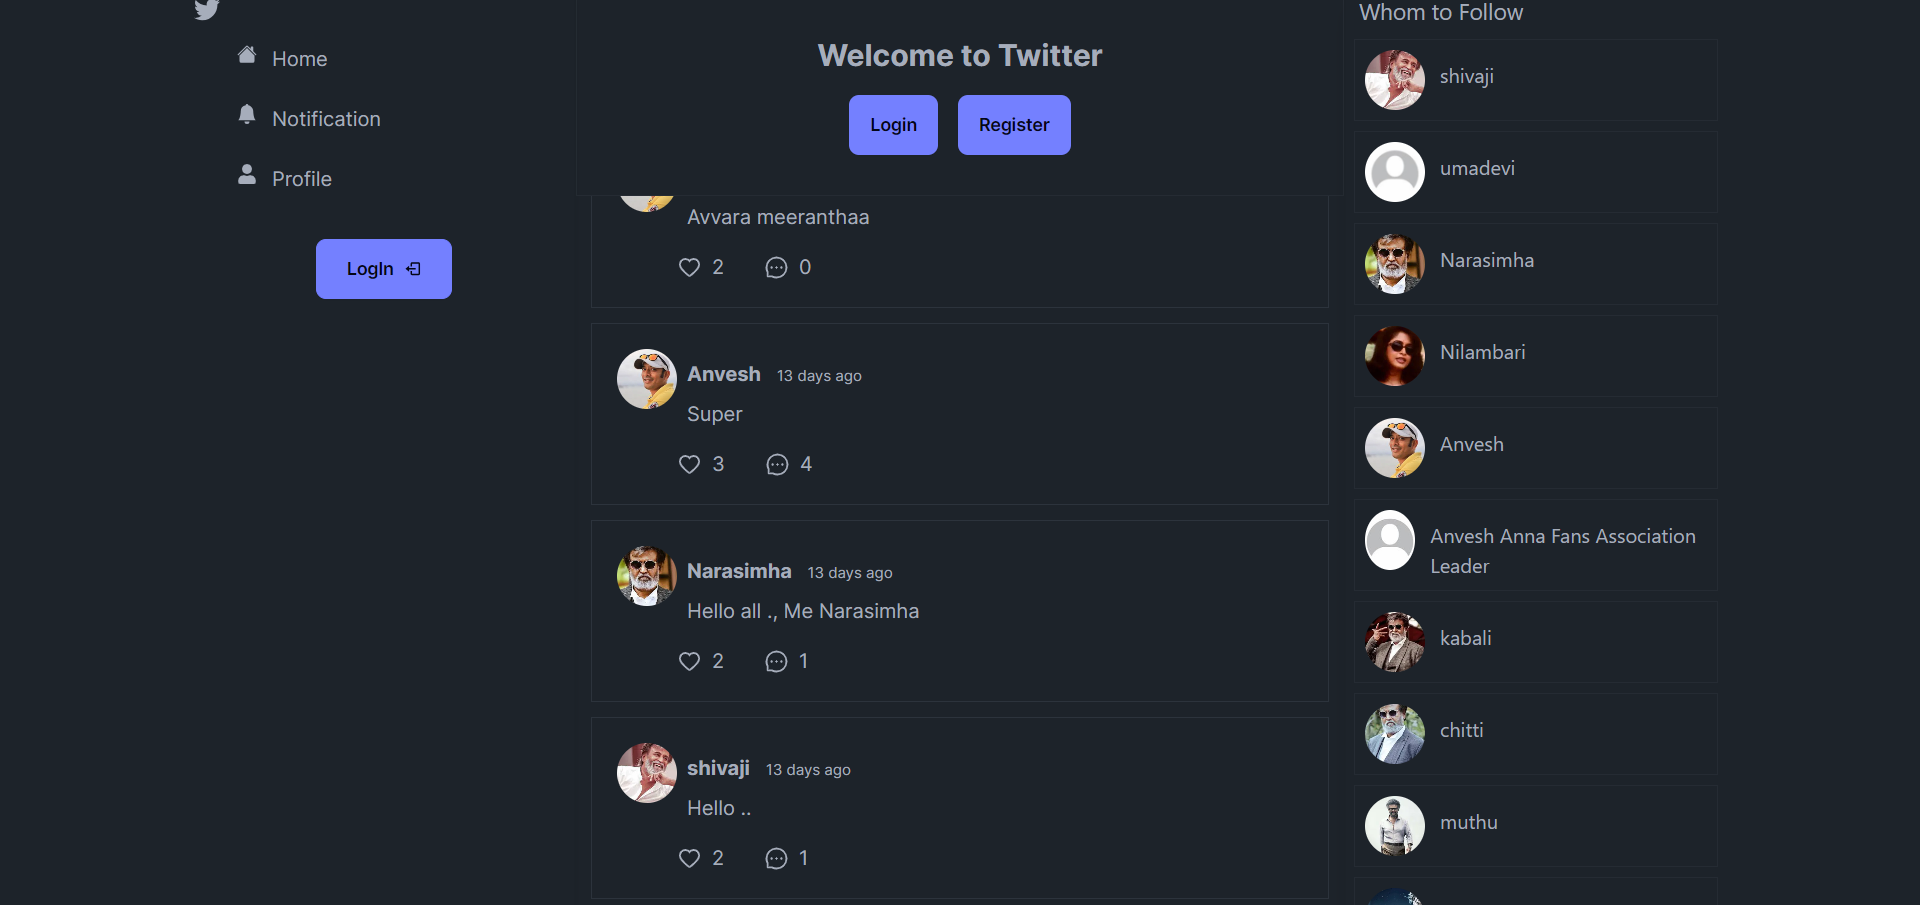 Home
Notification
Profile
LogIn
Welcome to Twitter
Login
Register
Avvara meeranthaa
2
0
Anvesh 13 days ago
Super
3
4
Narasimha 13 days ago
Hello all ., Me Narasimha
2
1
shivaji 13 days ago
Hello ..
2
1
Whom to Follow
shivaji
umadevi
Narasimha
Nilambari
Anvesh
Anvesh Anna Fans Association
Leader
kabali
chitti
muthu